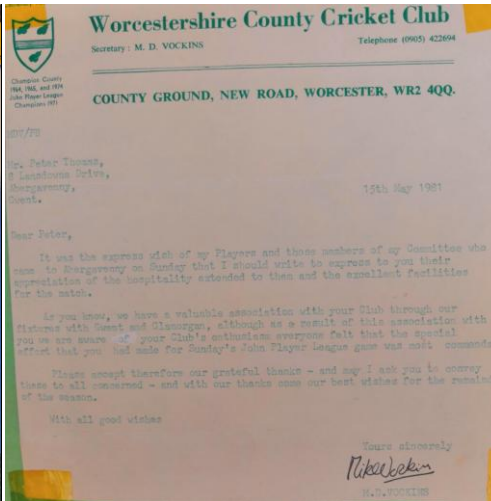 Worcestershire County Cricket Club
Secretary : M. D. VOCKINS
Telephone (0905) 422694
Champion County
1964, 1965, and 1974
John Player League
Champions 1971
COUNTY GROUND, NEW ROAD, WORCESTER, WR2 4QQ.
Mr. Peter Thomas,
Lansdowne Drive,
Abergavenny,
Gwent.
15th May 1981
Dear Peter,
It was the express wish of my Players and those members of my Committee who
came to Abergavenny on Sunday that I should write to express to you their
appreciation of the hospitality extended to them and the excellent facilities
for the match.
As you know, we have a valuable association with your Club through our
fixtures with Gwent and Glamorgan, although as a result of this association with
you we are aware of your Club's enthusiasm everyone felt that the special
effort that you had made for Sunday's John Player League game was most
Please accept therefore our grateful thanks - and may I ask you to convey
these to all concerned - and with our thanks come our best wishes for the
of the season.
With all good wishes
Yours sincerely
Mike Vockins
M.D.VOCKINS